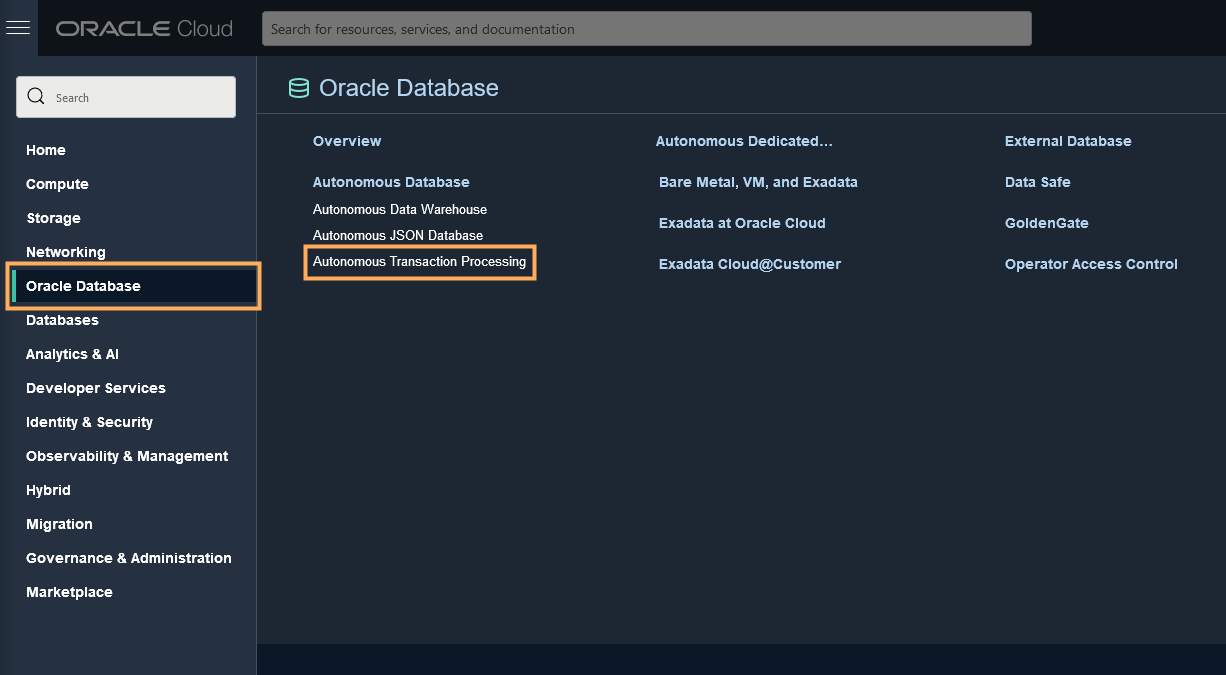 ORACLE Cloud
Search for resources, services, and documentation
Search
Home
Compute
Storage
Networking
Oracle Database
Databases
Analytics & AI
Developer Services
Identity & Security
Observability & Management
Hybrid
Migration
Governance & Administration
Marketplace
Oracle Database
Overview
Autonomous Database
Autonomous Data Warehouse
Autonomous JSON Database
Autonomous Transaction Processing
Autonomous Dedicated...
Bare Metal, VM, and Exadata
Exadata at Oracle Cloud
Exadata Cloud@Customer
External Database
Data Safe
GoldenGate
Operator Access Control